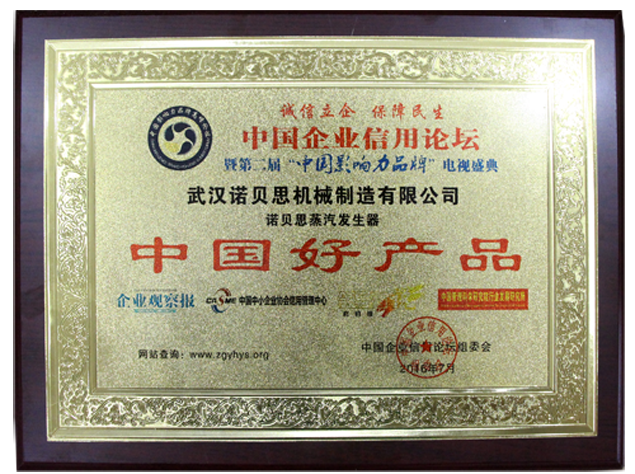 诚信立企 保障民生
中国企业信用论坛
暨第二届“中国影响力品牌”电视盛典
武汉诺贝思机械制造有限公司
诺贝思蒸汽发生器
中国好产品
企业观察报
CASME 中国中小企业协会信用管理中心
网站查询：www.zgyhys.org
中国企业信用论坛组委会
2016年7月